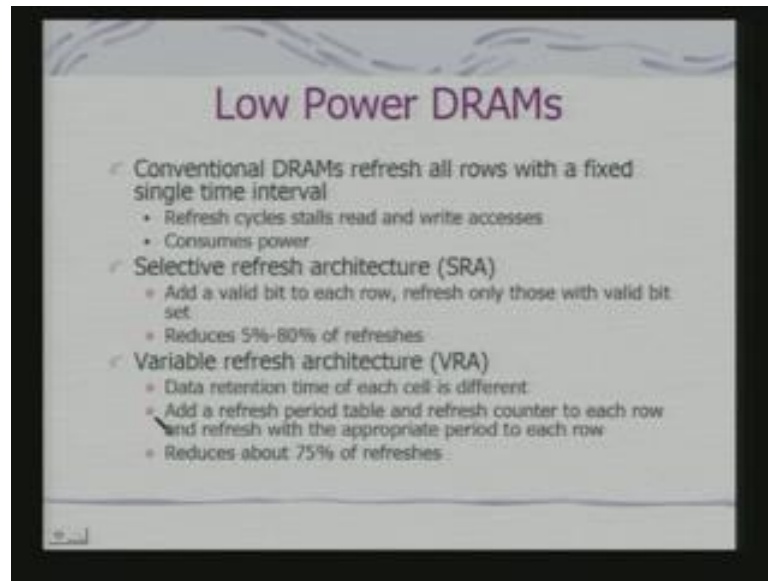 Low Power DRAMs
Conventional DRAMs refresh all rows with a fixed
single time interval
Refresh cycles stalls read and write accesses
Consumes power
Selective refresh architecture (SRA)
Add a valid bit to each row, refresh only those with valid bit
set
Reduces 5%-80% of refreshes
Variable refresh architecture (VRA)
Data retention time of each cell is different
Add a refresh period table and refresh counter to each row
and refresh with the appropriate period to each row
Reduces about 75% of refreshes